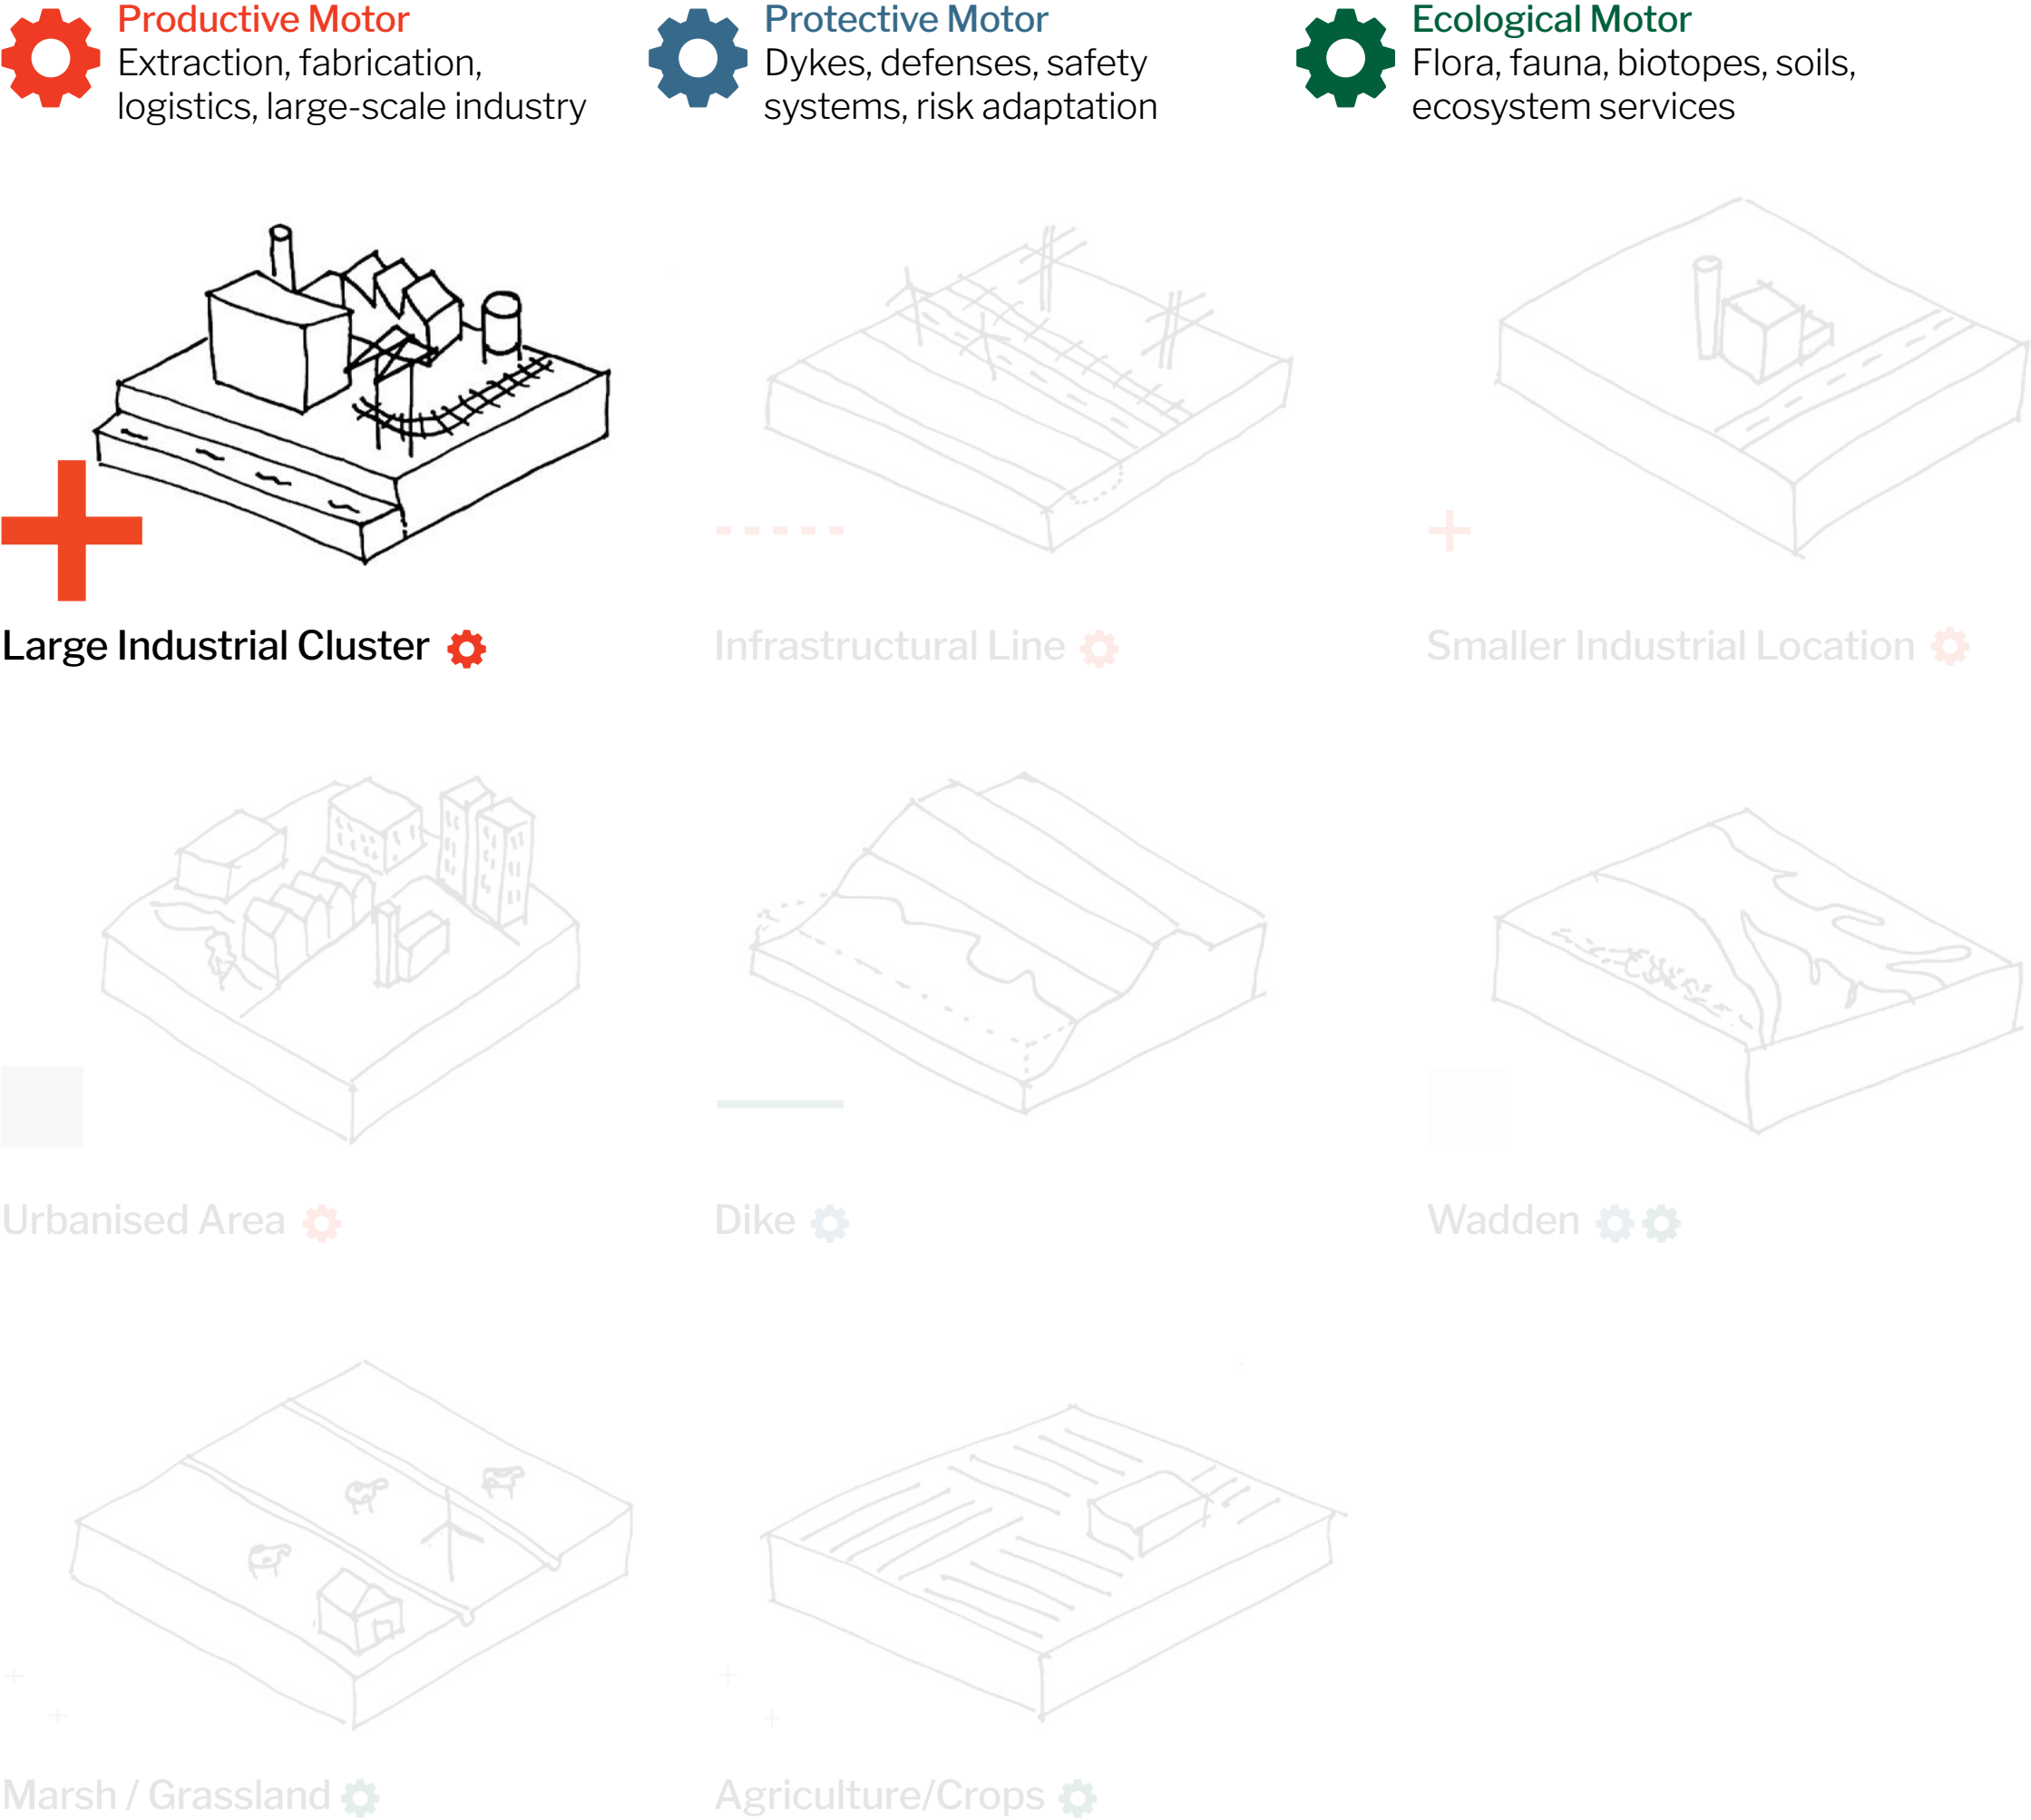 Productive Motor
Extraction, fabrication,
logistics, large-scale industry
Protective Motor
Dykes, defenses, safety
systems, risk adaptation
Ecological Motor
Flora, fauna, biotopes, soils,
ecosystem services
Large Industrial Cluster
Infrastructural Line
Smaller Industrial Location
Urbanised Area
Dike
Wadden
Marsh / Grassland
Agriculture/Crops